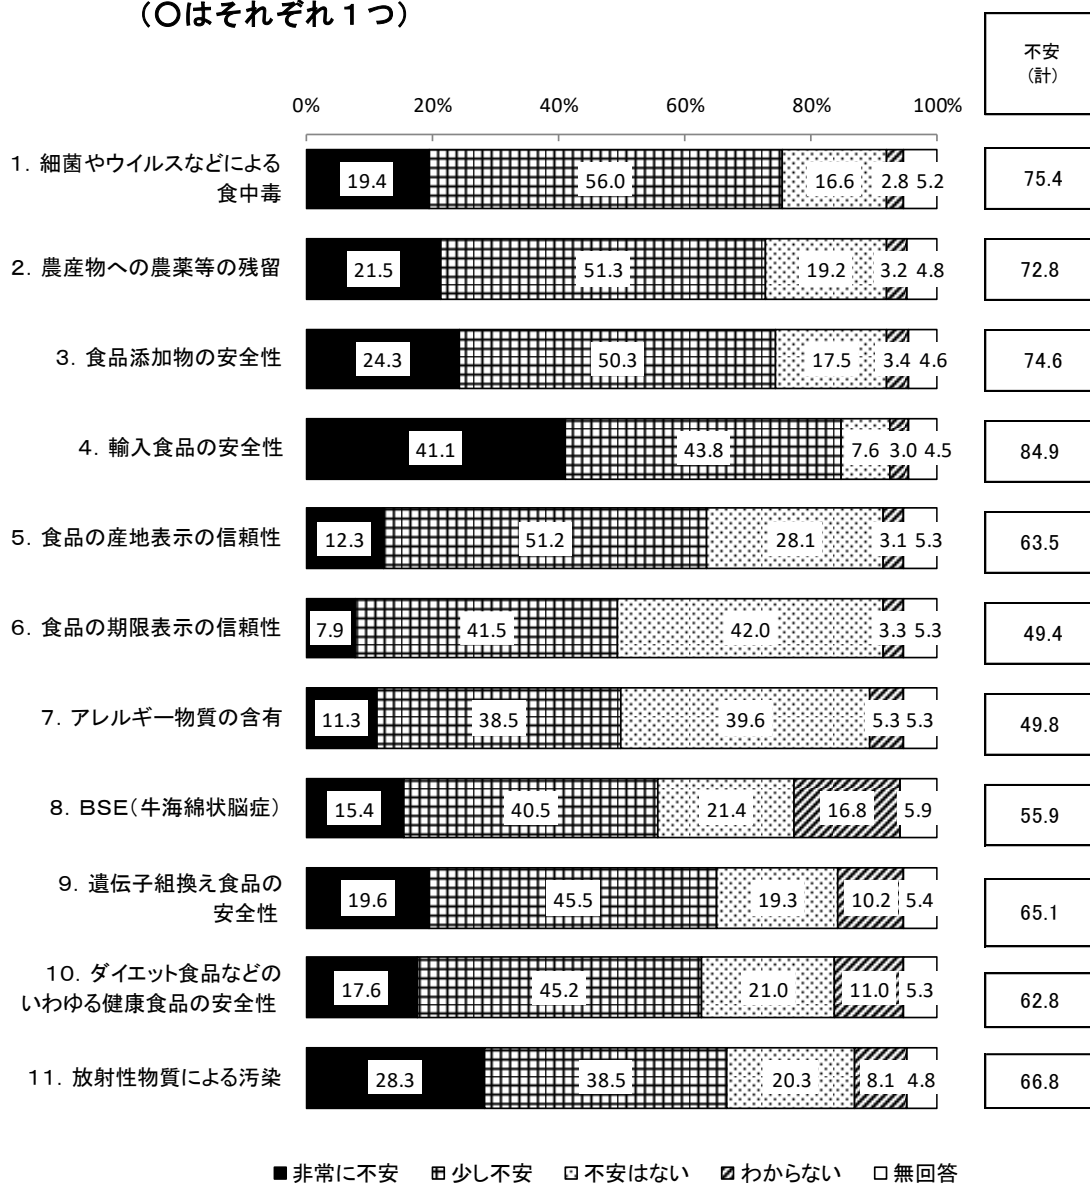 (○はそれぞれ１つ)
不安
(計)
0% 20% 40% 60% 80% 100%
1．細菌やウイルスなどによる
食中毒
19.4 56.0 16.6 2.8 5.2 75.4
2．農産物への農薬等の残留 21.5 51.3 19.2 3.2 4.8 72.8
3．食品添加物の安全性 24.3 50.3 17.5 3.4 4.6 74.6
4．輸入食品の安全性 41.1 43.8 7.6 3.0 4.5 84.9
5．食品の産地表示の信頼性 12.3 51.2 28.1 3.1 5.3 63.5
6．食品の期限表示の信頼性 7.9 41.5 42.0 3.3 5.3 49.4
7．アレルギー物質の含有 11.3 38.5 39.6 5.3 5.3 49.8
8．BSE(牛海綿状脳症) 15.4 40.5 21.4 16.8 5.9 55.9
9．遺伝子組換え食品の
安全性
19.6 45.5 19.3 10.2 5.4 65.1
10．ダイエット食品などの
いわゆる健康食品の安全性
17.6 45.2 21.0 11.0 5.3 62.8
11．放射性物質による汚染 28.3 38.5 20.3 8.1 4.8 66.8
非常に不安 少し不安 不安はない わからない 無回答